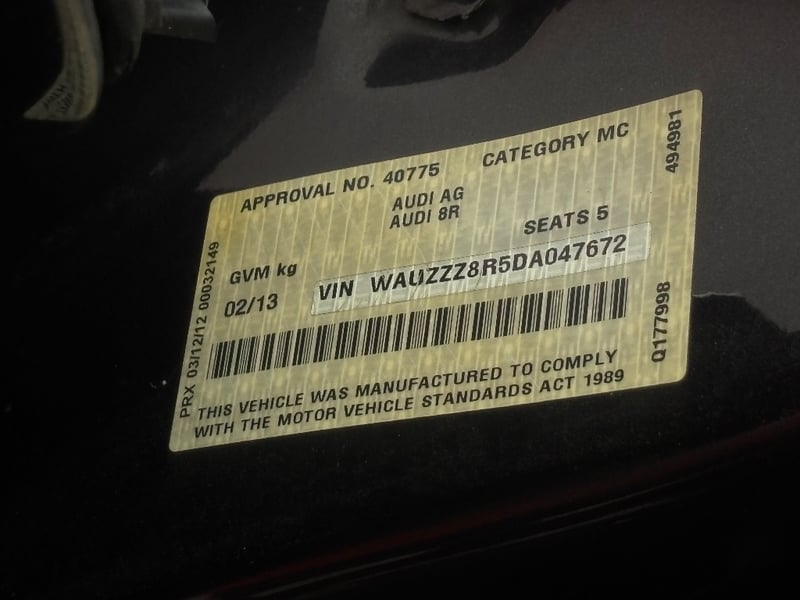 APPROVAL NO. 40775
CATEGORY MC
AUDI AG
AUDI 8R
SEATS 5
GVM kg
02/13
VIN WAUZZZ8R5DA047672
THIS VEHICLE WAS MANUFACTURED TO COMPLY
WITH THE MOTOR VEHICLE STANDARDS ACT 1989
PRX 03/12/12 00032149
494981
Q177998